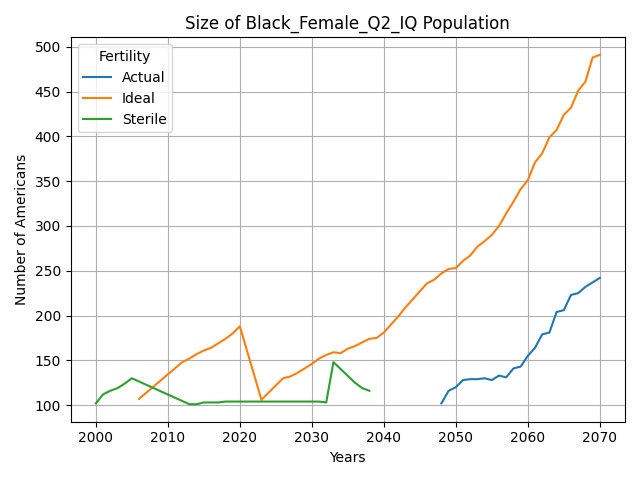 Size of Black_Female_Q2_IQ Population
Number of Americans
500
450
400
350
300
250
200
150
100
Fertility
Actual
Ideal
Sterile
2000 2010 2020 2030 2040 2050 2060 2070
Years